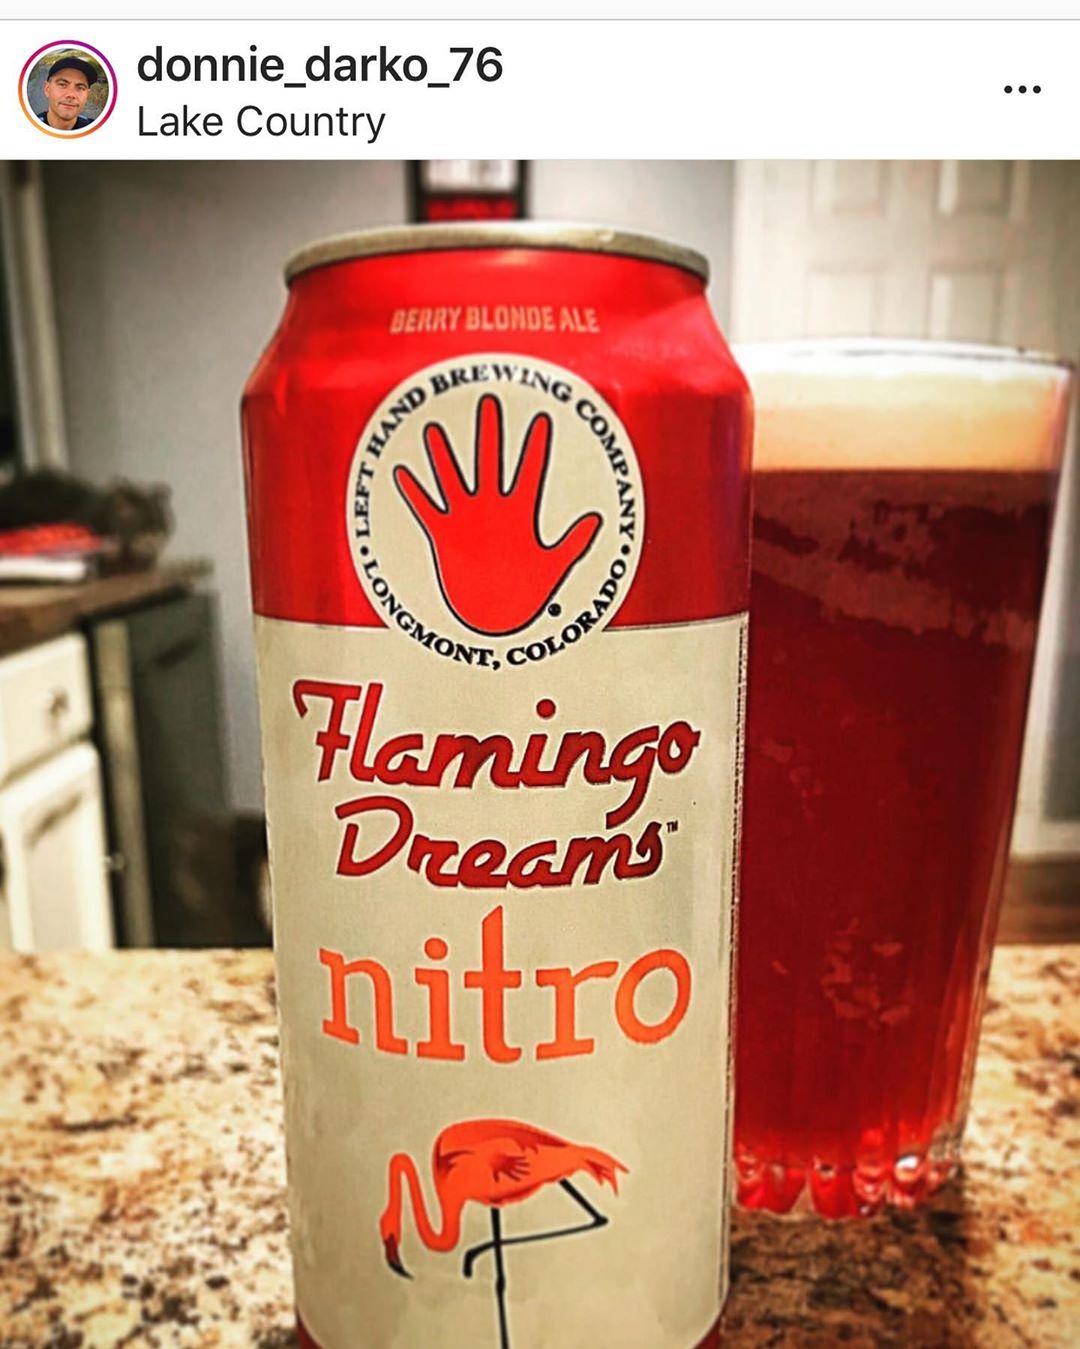 donnie_darko_76
Lake Country
BERRY BLONDE ALE
• LEFT HAND BREWING COMPANY •
LONGMONT, COLORADO
Flamingo
Dreams™
nitro